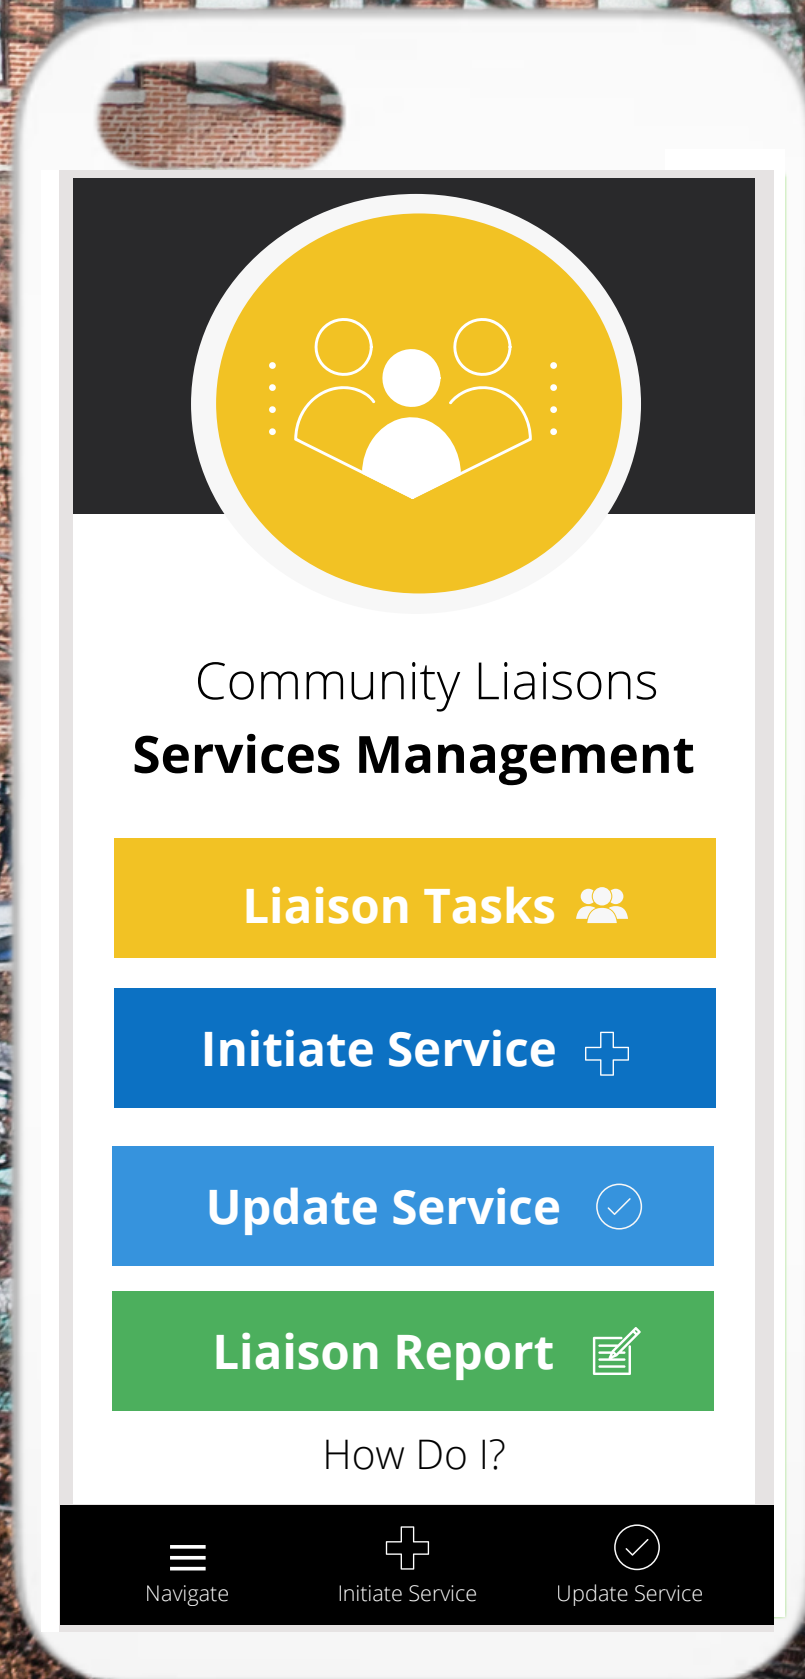 Community Liaisons
Services Management
Liaison Tasks
Initiate Service
Update Service
Liaison Report
How Do I?
Navigate
Initiate Service
Update Service